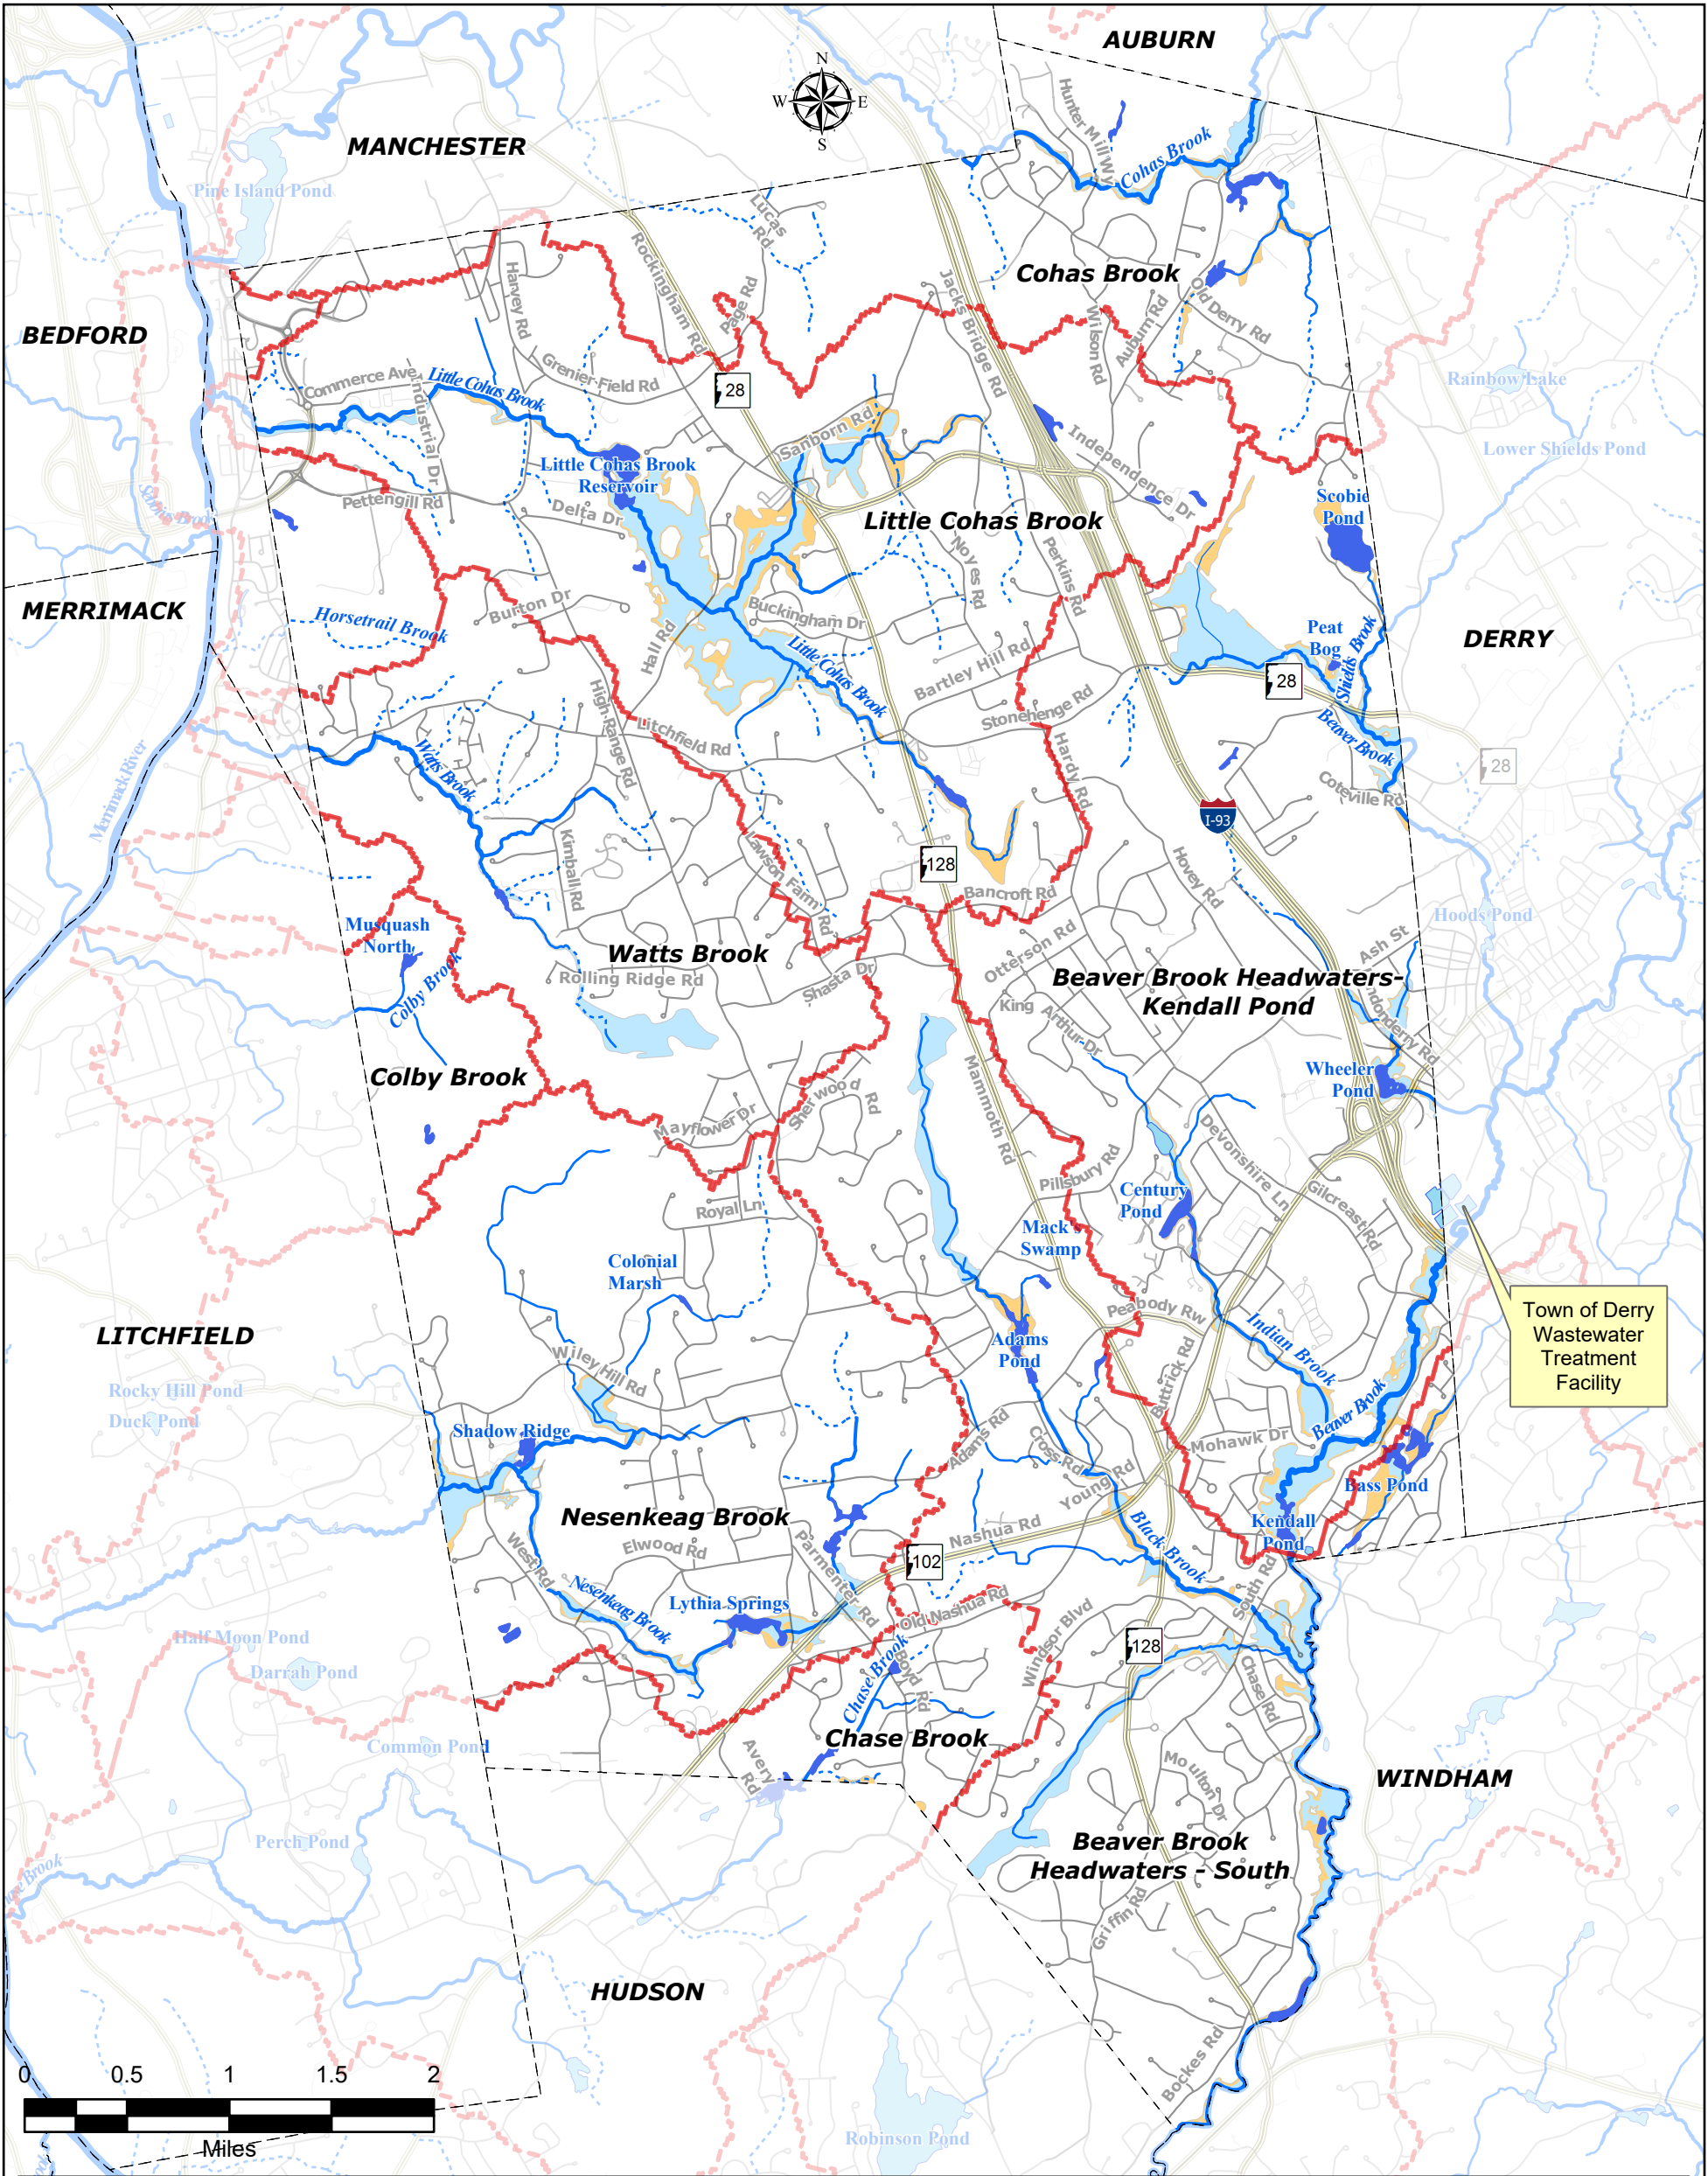 AUBURN
N
W
E
S
MANCHESTER
Hunter Mill Wy
Cohas Brook
Pine Island Pond
Lucas
Rd
Rockingham Rd
Harvey Rd
Page Rd
Jacks Bridge Rd
Cohas Brook
Old Derry Rd
Wilson Rd
Auburn Rd
BEDFORD
Grenier Field Rd
Commerce Ave
Little Cohas Brook
Industrial Dr
28
Rainbow Lake
Sanborn Rd
Independence Dr
Lower Shields Pond
Little Cohas Brook
Reservoir
Pettengill Rd
Delta Dr
Scobie
Pond
Little Cohas Brook
Noyes Rd
Perkins Rd
MERRIMACK
Horsetrail Brook
Burton Dr
Buckingham Dr
Hall Rd
Little Cohas Brook
Peat
Bog
Shields Brook
DERRY
Bartley Hill Rd
28
High Range Rd
Litchfield Rd
Stonehenge Rd
Beaver Brook
Hardy Rd
28
Watts Brook
Coteville Rd
Merrimack River
I-93
Kimball Rd
Lawson Farm Rd
128
Hovey Rd
Bancroft Rd
Musquash
North
Hoods Pond
Otterson Rd
Ash St
Watts Brook
Rolling Ridge Rd
Shasta Dr
Beaver Brook Headwaters-
Kendall Pond
King Arthur Dr
Colby Brook
Colby Brook
Mammoth Rd
Wheeler
Pond
Sherwood Rd
Mayflower Dr
Devonshire Ln
Pillsbury Rd
Century
Pond
Gilcreast Rd
Royal Ln
Mack's
Swamp
Colonial
Marsh
LITCHFIELD
Peabody Rw
Town of Derry
Wastewater
Treatment
Facility
Adams
Pond
Indian Brook
Wiley Hill Rd
Buttrick Rd
Rocky Hill Pond
Duck Pond
Beaver Brook
Shadow Ridge
Adams Rd
Cross Rd
Mohawk Dr
Young Rd
Bass Pond
Nesenkeag Brook
Nashua Rd
Kendall
Pond
Black Brook
West Rd
Elwood Rd
Parmenter Rd
102
South Rd
Nesenkeag Brook
Lythia Springs
Old Nashua Rd
Windsor Blvd
128
Half Moon Pond
Darrah Pond
Chase Brook
Boyd Rd
Chase Rd
Common Pond
Chase Brook
Avery
Rd
Moulton Dr
WINDHAM
Perch Pond
Beaver Brook
Headwaters - South
Griffin Rd
HUDSON
Bockes Rd
0 0.5 1 1.5 2
Miles
Robinson Pond